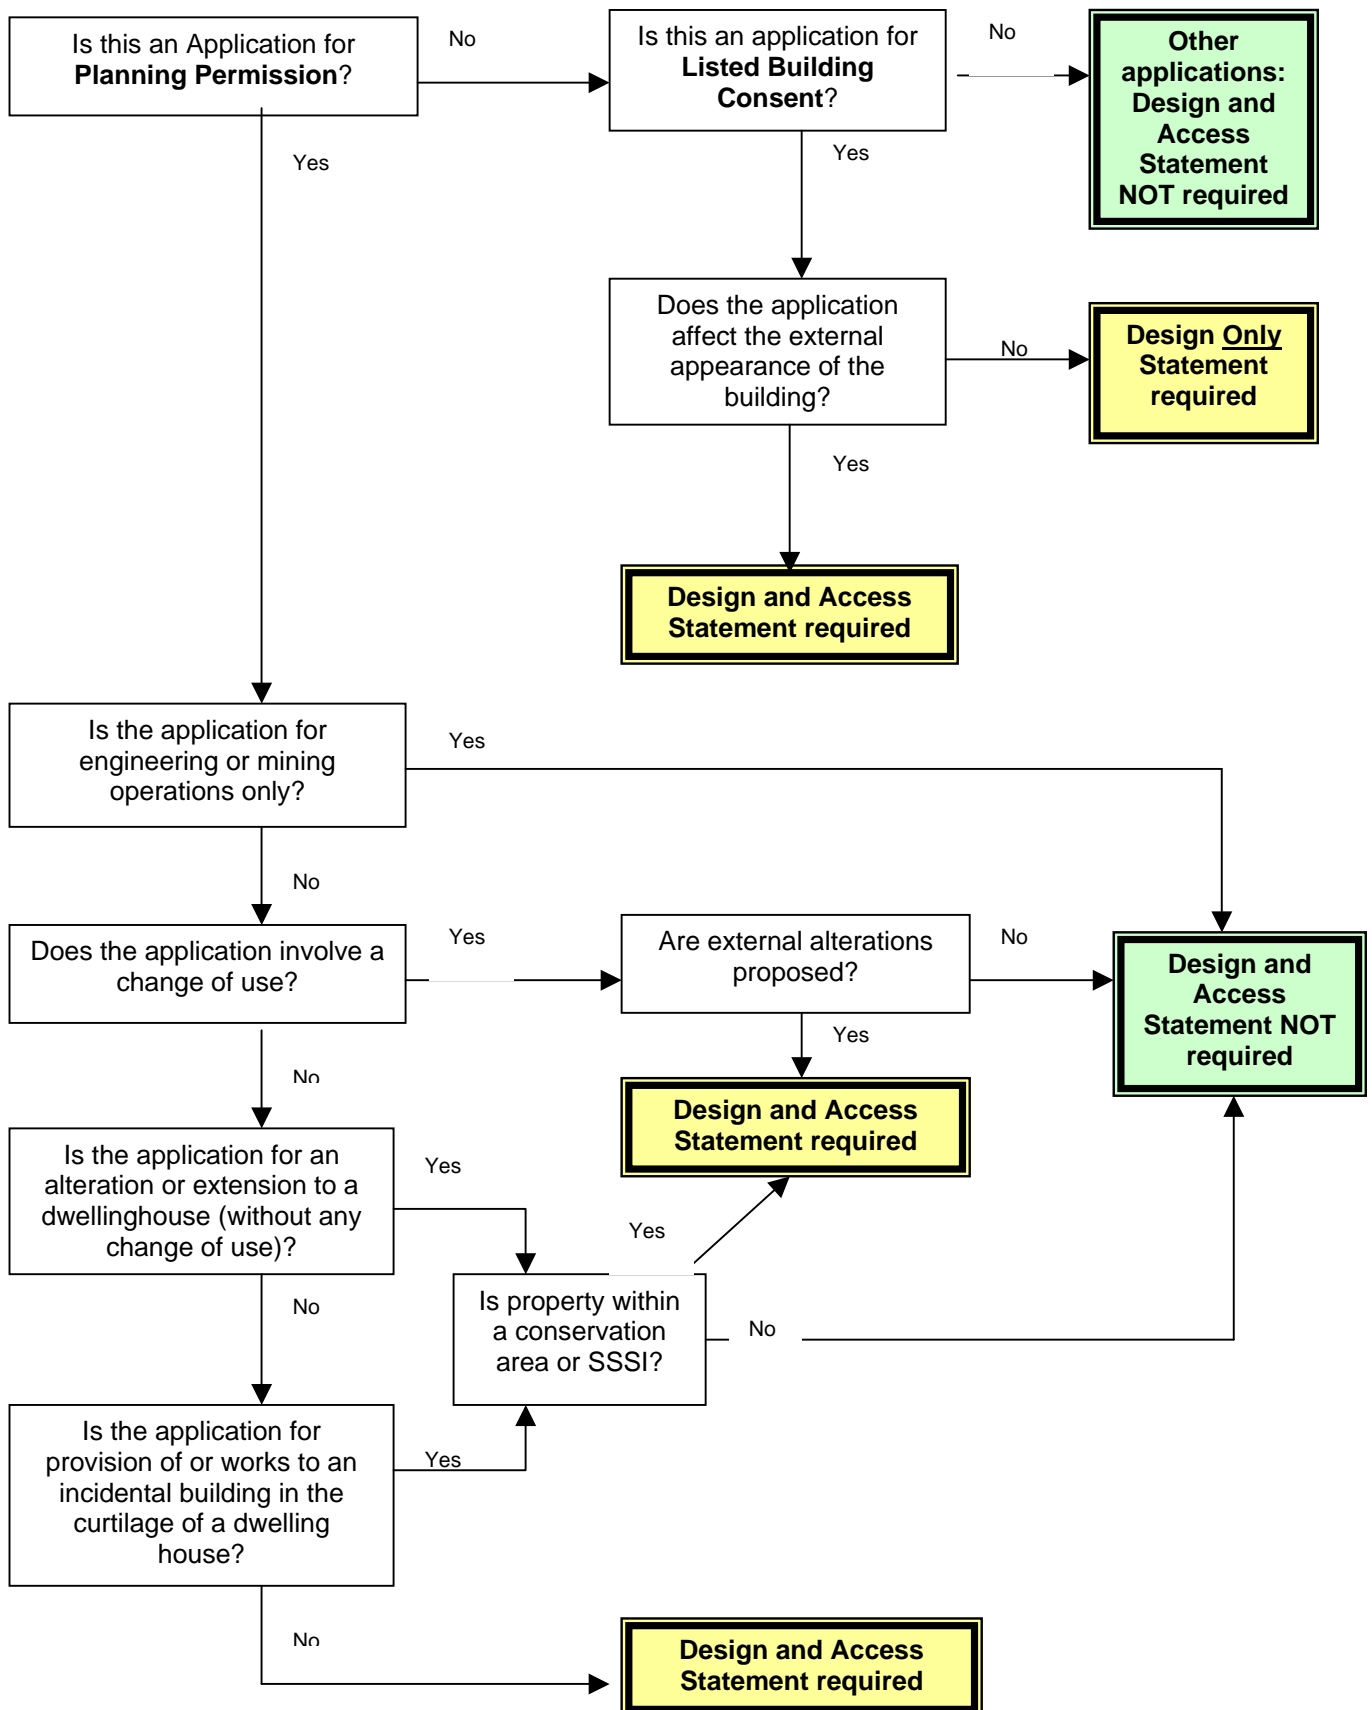 Is this an Application for
Planning Permission?
No
Is this an application for
Listed Building
Consent?
No
Other
applications:
Design and
Access
Statement
NOT required
Yes
Yes
Does the application
affect the external
appearance of the
building?
No
Design Only
Statement
required
Yes
Design and Access
Statement required
Is the application for
engineering or mining
operations only?
Yes
No
Does the application involve a
change of use?
Yes
Are external alterations
proposed?
No
Design and
Access
Statement NOT
required
Yes
No
Design and Access
Statement required
Is the application for an
alteration or extension to a
dwellinghouse (without any
change of use)?
Yes
Yes
No
Is property within
a conservation
area or SSSI?
No
Is the application for
provision of or works to an
incidental building in the
curtilage of a dwelling
house?
Yes
No
Design and Access
Statement required